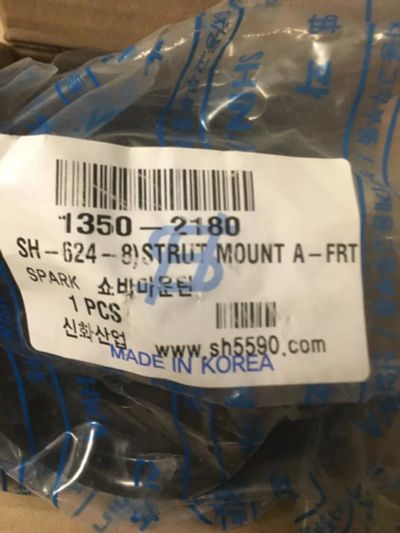 1350-2180
SH-624-8)STRUT MOUNT A-FRT
SPARK 쇼바마운틴
1 PCS
신화산업 www.sh5590.com
MADE IN KOREA